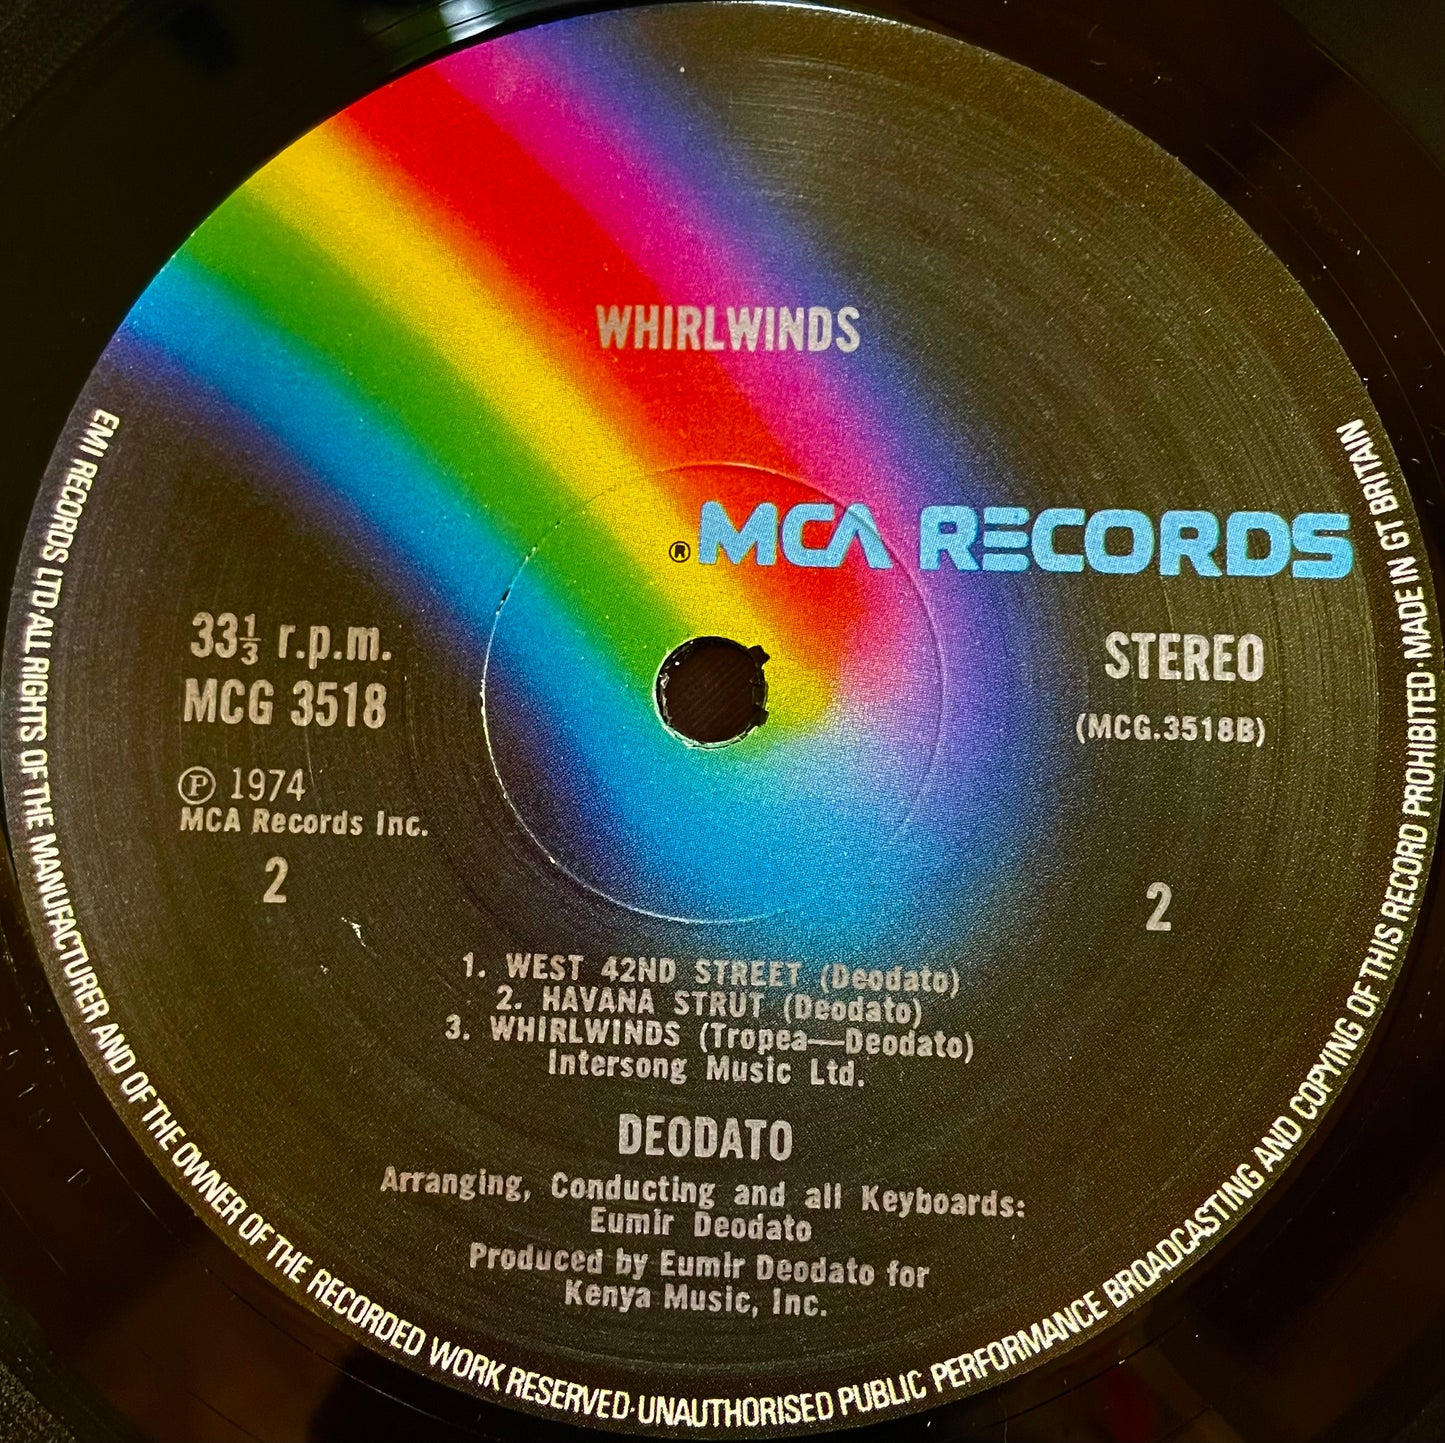 WHIRLWINDS
® MCA RECORDS
33⅓ r.p.m.
MCG 3518
STEREO
(MCG.3518B)
Ⓟ 1974
MCA Records Inc.
2
2
1. WEST 42ND STREET (Deodato)
2. HAVANA STRUT (Deodato)
3. WHIRLWINDS (Tropea—Deodato)
Intersong Music Ltd.
DEODATO
Arranging, Conducting and all Keyboards:
Eumir Deodato
Produced by Eumir Deodato for
Kenya Music, Inc.
EMI RECORDS LTD·ALL RIGHTS OF THE MANUFACTURER AND OF THE OWNER OF THE RECORDED WORK RESERVED·UNAUTHORISED PUBLIC PERFORMANCE BROADCASTING AND COPYING OF THIS RECORD PROHIBITED·MADE IN GT BRITAIN